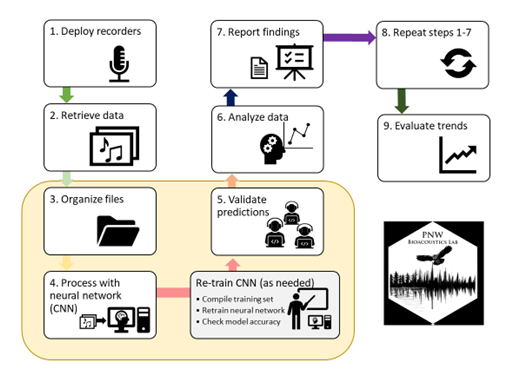 1. Deploy recorders
2. Retrieve data
3. Organize files
4. Process with
neural network
(CNN)
Re-train CNN (as needed)
• Compile training set
• Retrain neural network
• Check model accuracy
5. Validate
predictions
6. Analyze data
7. Report findings
8. Repeat steps 1-7
9. Evaluate trends
PNW
BIOACOUSTICS LAB